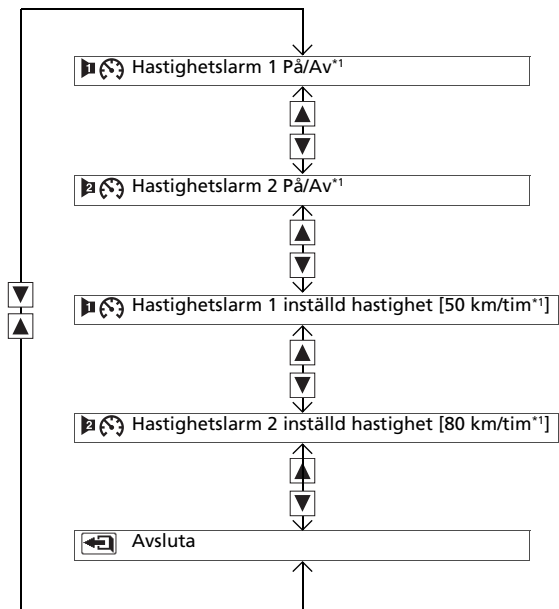 Hastighetslarm 1 På/Av*1
Hastighetslarm 2 På/Av*1
Hastighetslarm 1 inställd hastighet [50 km/tim*1]
Hastighetslarm 2 inställd hastighet [80 km/tim*1]
Avsluta